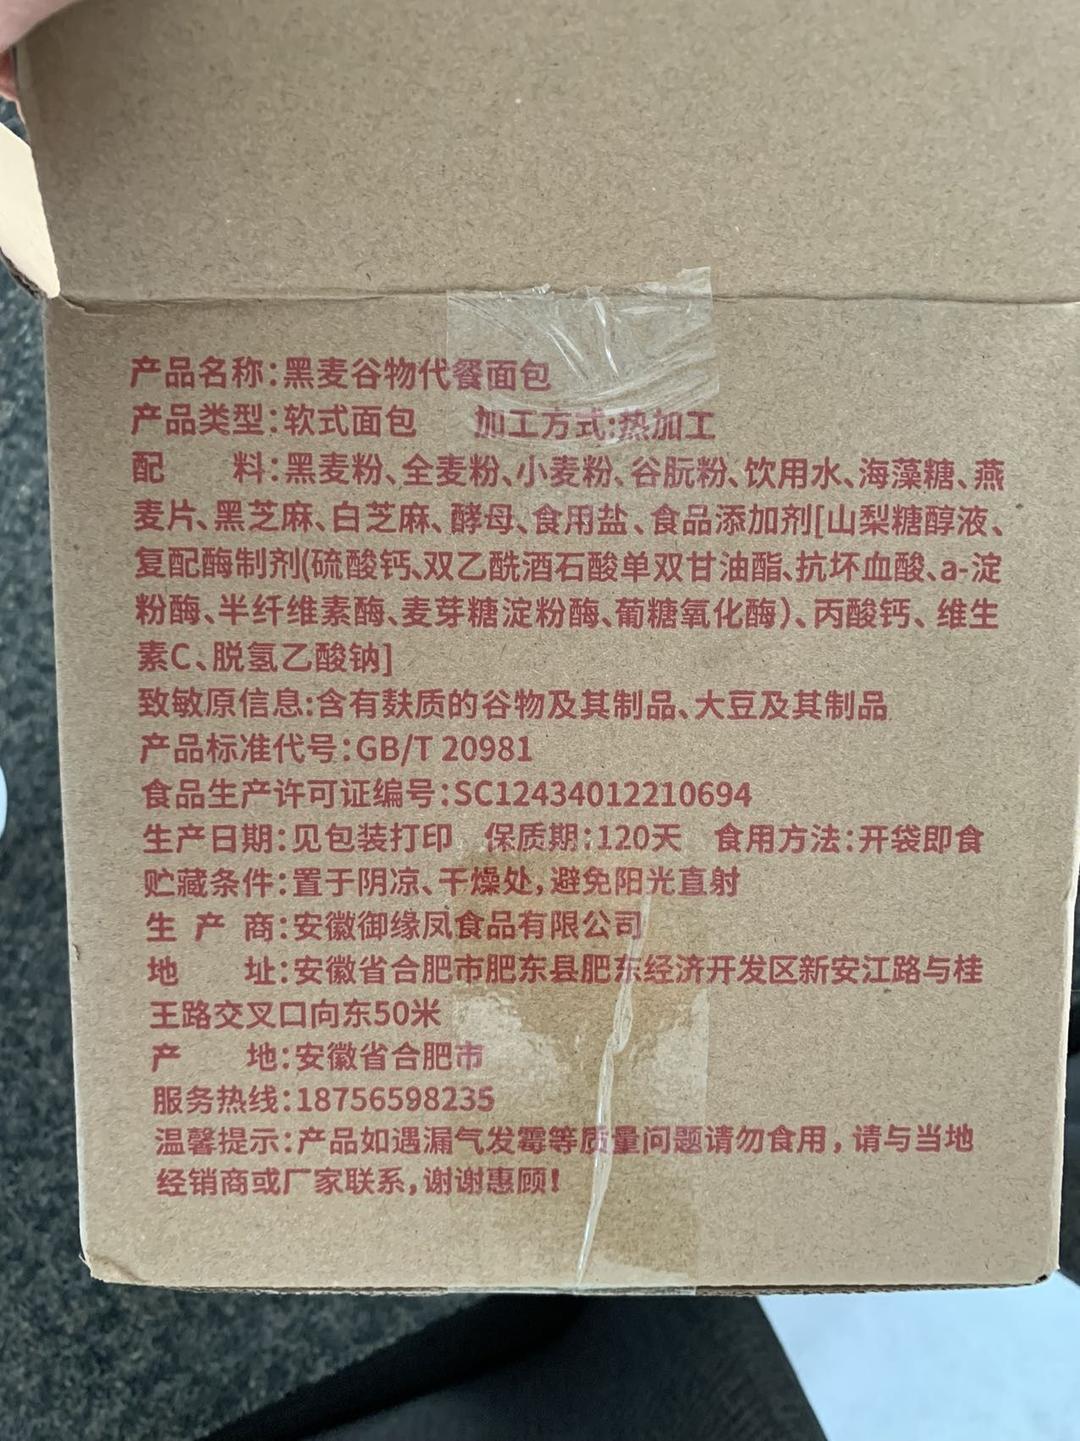 产品名称:黑麦谷物代餐面包
产品类型:软式面包 加工方式:热加工
配 料:黑麦粉、全麦粉、小麦粉、谷朊粉、饮用水、海藻糖、燕
麦片、黑芝麻、白芝麻、酵母、食用盐、食品添加剂[山梨糖醇液、
复配酶制剂(硫酸钙、双乙酰酒石酸单双甘油酯、抗坏血酸、a-淀
粉酶、半纤维素酶、麦芽糖淀粉酶、葡糖氧化酶)、丙酸钙、维生
素C、脱氢乙酸钠]
致敏原信息:含有麸质的谷物及其制品、大豆及其制品
产品标准代号:GB/T 20981
食品生产许可证编号:SC12434012210694
生产日期:见包装打印 保质期:120天 食用方法:开袋即食
贮藏条件:置于阴凉、干燥处,避免阳光直射
生 产 商:安徽御缘凤食品有限公司
地 址:安徽省合肥市肥东县肥东经济开发区新安江路与桂
王路交叉口向东50米
产 地:安徽省合肥市
服务热线:18756598235
温馨提示:产品如遇漏气发霉等质量问题请勿食用,请与当地
经销商或厂家联系,谢谢惠顾!